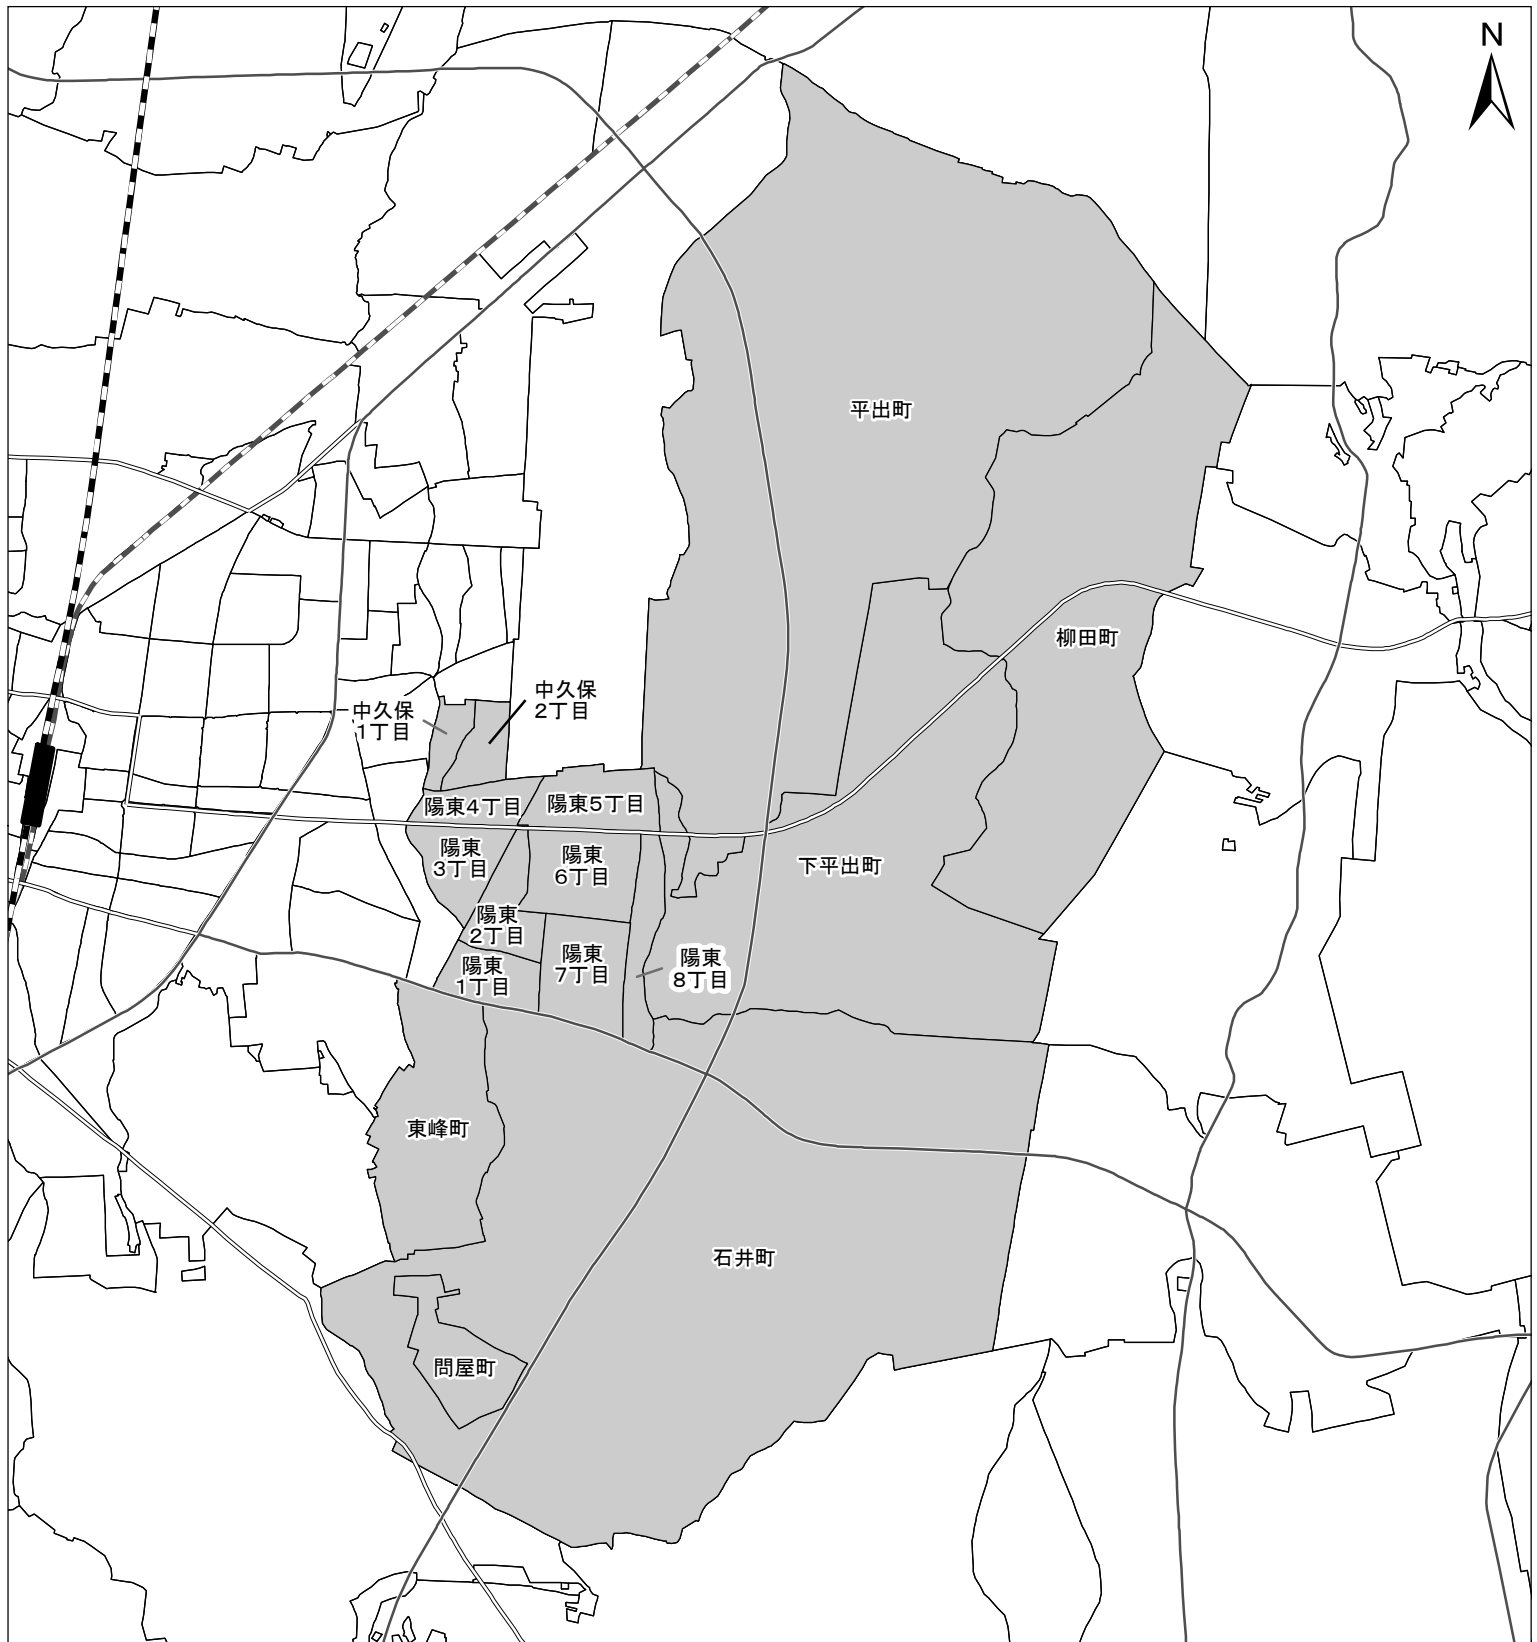 N
平出町
柳田町
中久保
2丁目
中久保
1丁目
陽東4丁目
陽東5丁目
陽東
3丁目
陽東
6丁目
下平出町
陽東
2丁目
陽東
1丁目
陽東
7丁目
陽東
8丁目
東峰町
石井町
問屋町